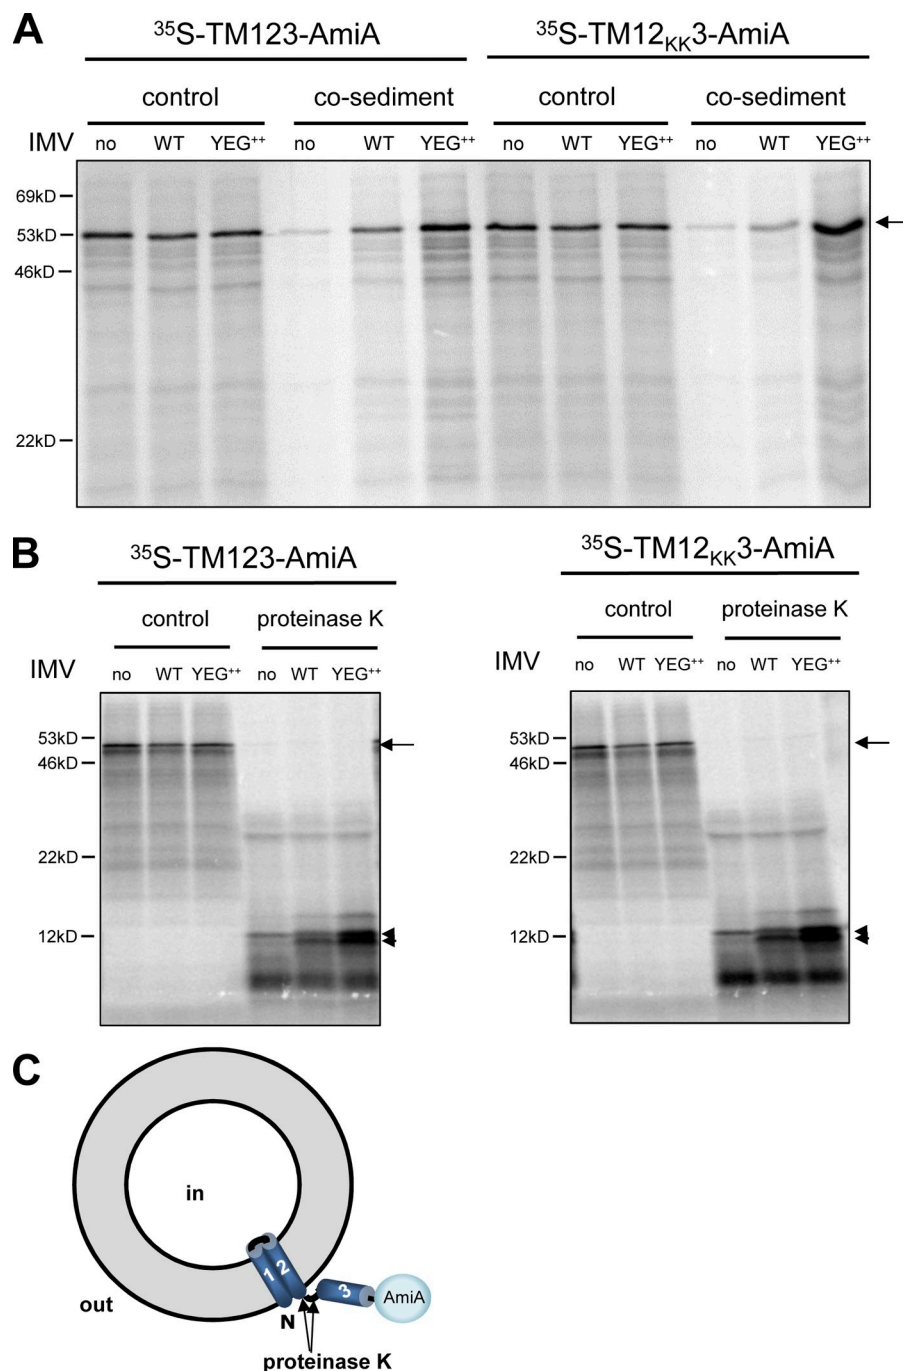 A
35S-TM123-AmiA 35S-TM12KK3-AmiA
control co-sediment control co-sediment
IMV no WT YEG++ no WT YEG++ no WT YEG++ no WT YEG++
69kD
53kD
46kD
22kD
B
35S-TM123-AmiA
control proteinase K
IMV no WT YEG++ no WT YEG++
53kD
46kD
22kD
12kD
35S-TM12KK3-AmiA
control proteinase K
IMV no WT YEG++ no WT YEG++
53kD
46kD
22kD
12kD
C
in
1 2
3
AmiA
out
N
proteinase K